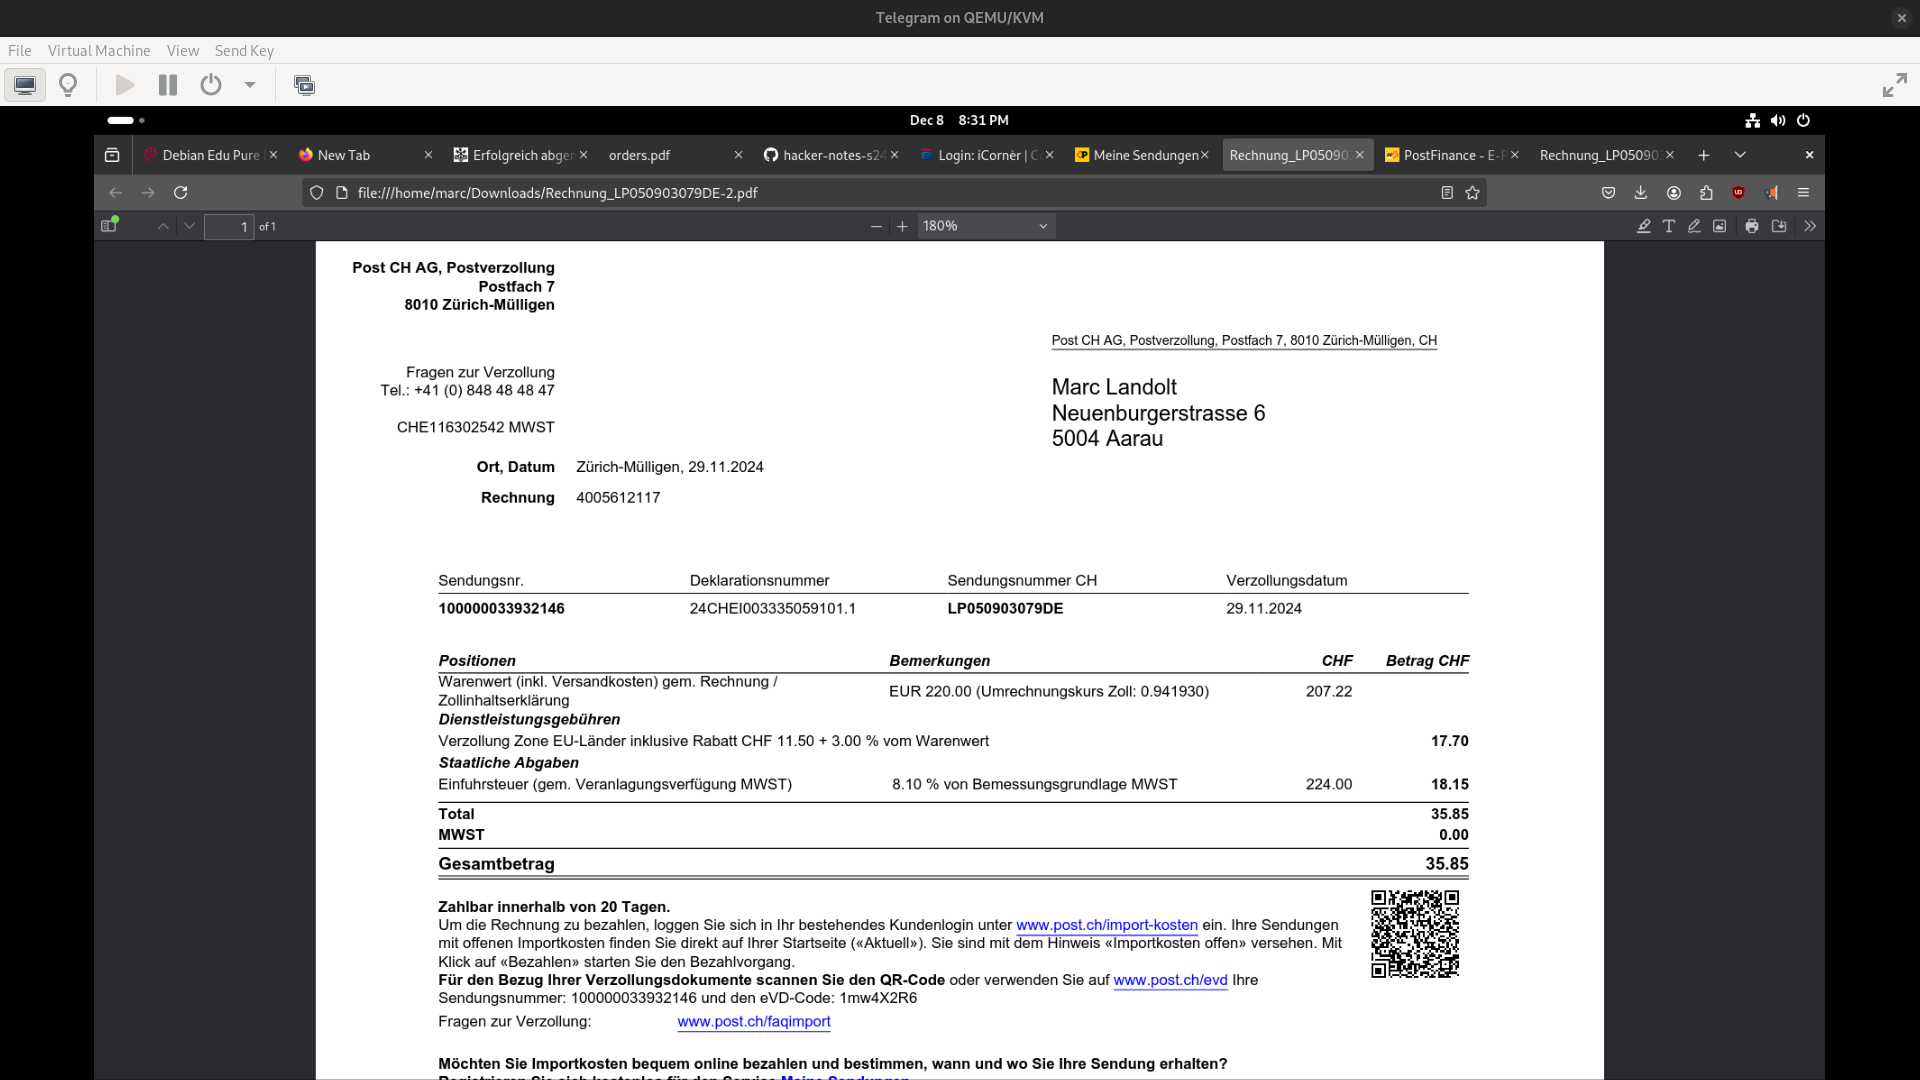 Telegram on QEMU/KVM
File Virtual Machine View Send Key
Dec 8 8:31 PM
Debian Edu Pure
New Tab
Erfolgreich abger
orders.pdf
hacker-notes-s24
Login: iCornèr | C
Meine Sendungen
Rechnung_LP05090
PostFinance - E-F
Rechnung_LP05090
file:///home/marc/Downloads/Rechnung_LP050903079DE-2.pdf
1 of 1
180%
Post CH AG, Postverzollung
Postfach 7
8010 Zürich-Mülligen
Post CH AG, Postverzollung, Postfach 7, 8010 Zürich-Mülligen, CH
Fragen zur Verzollung
Tel.: +41 (0) 848 48 48 47
Marc Landolt
Neuenburgerstrasse 6
5004 Aarau
CHE116302542 MWST
Ort, Datum Zürich-Mülligen, 29.11.2024
Rechnung 4005612117
Sendungsnr. Deklarationsnummer Sendungsnummer CH Verzollungsdatum
100000033932146 24CHEI003335059101.1 LP050903079DE 29.11.2024
Positionen Bemerkungen CHF Betrag CHF
Warenwert (inkl. Versandkosten) gem. Rechnung /
Zollinhaltserklärung
EUR 220.00 (Umrechnungskurs Zoll: 0.941930) 207.22
Dienstleistungsgebühren
Verzollung Zone EU-Länder inklusive Rabatt CHF 11.50 + 3.00 % vom Warenwert 17.70
Staatliche Abgaben
Einfuhrsteuer (gem. Veranlagungsverfügung MWST) 8.10 % von Bemessungsgrundlage MWST 224.00 18.15
Total 35.85
MWST 0.00
Gesamtbetrag 35.85
Zahlbar innerhalb von 20 Tagen.
Um die Rechnung zu bezahlen, loggen Sie sich in Ihr bestehendes Kundenlogin unter www.post.ch/import-kosten ein. Ihre Sendungen
mit offenen Importkosten finden Sie direkt auf Ihrer Startseite («Aktuell»). Sie sind mit dem Hinweis «Importkosten offen» versehen. Mit
Klick auf «Bezahlen» starten Sie den Bezahlvorgang.
Für den Bezug Ihrer Verzollungsdokumente scannen Sie den QR-Code oder verwenden Sie auf www.post.ch/evd Ihre
Sendungsnummer: 100000033932146 und den eVD-Code: 1mw4X2R6
Fragen zur Verzollung: www.post.ch/faqimport
Möchten Sie Importkosten bequem online bezahlen und bestimmen, wann und wo Sie Ihre Sendung erhalten?
Registrieren Sie sich kostenlos für den Service Meine Sendungen